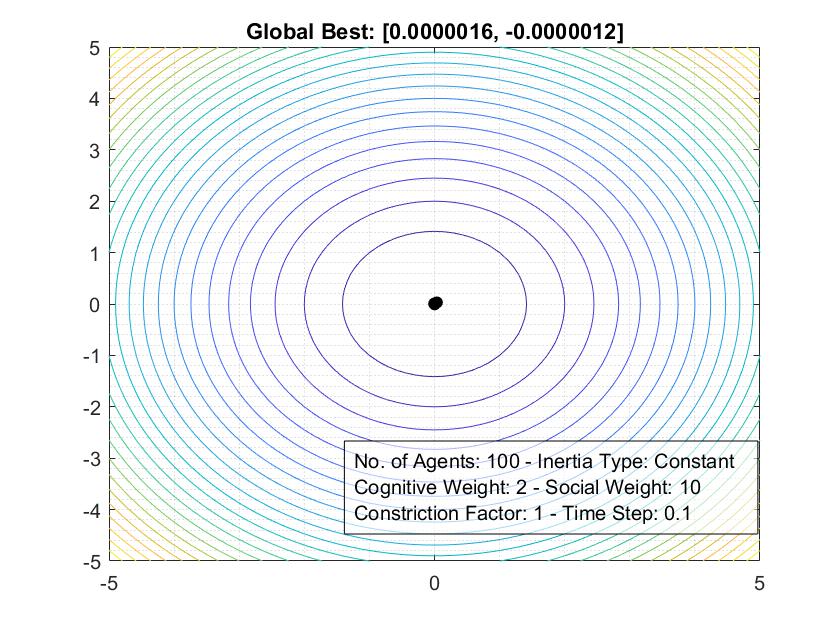 Global Best: [0.0000016, -0.0000012]
5
4
3
2
1
0
-1
-2
-3
-4
-5
No. of Agents: 100 - Inertia Type: Constant
Cognitive Weight: 2 - Social Weight: 10
Constriction Factor: 1 - Time Step: 0.1
-5 0 5